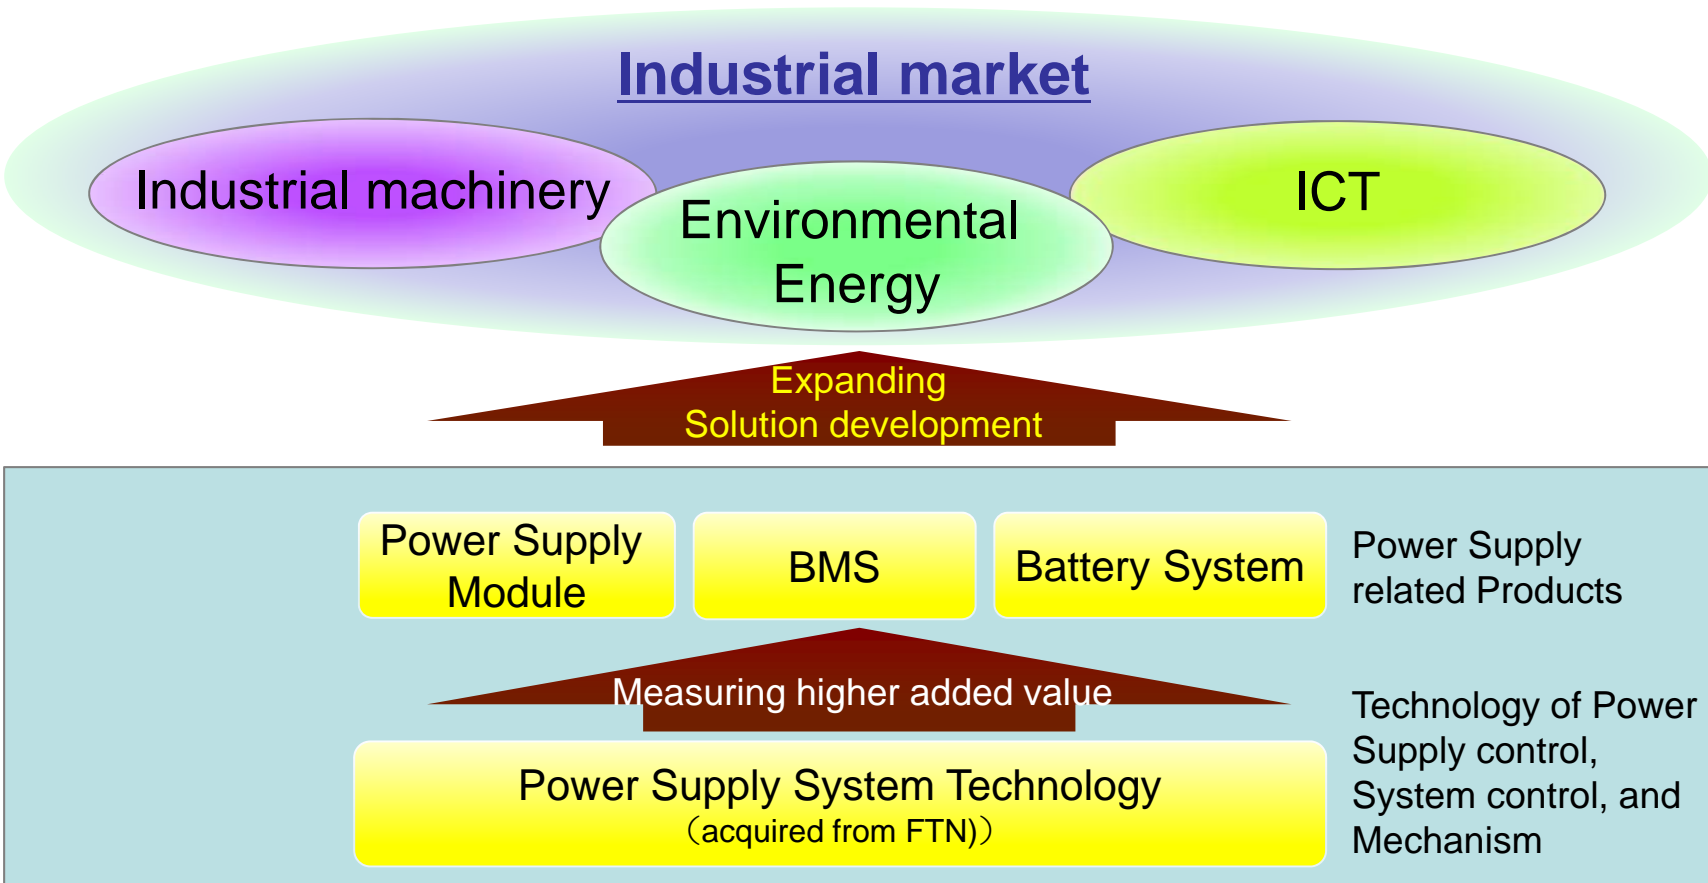 Industrial market
Industrial machinery
Environmental
Energy
ICT
Expanding
Solution development
Power Supply
Module
BMS
Battery System
Power Supply
related Products
Measuring higher added value
Power Supply System Technology
（acquired from FTN)）
Technology of Power
Supply control,
System control, and
Mechanism